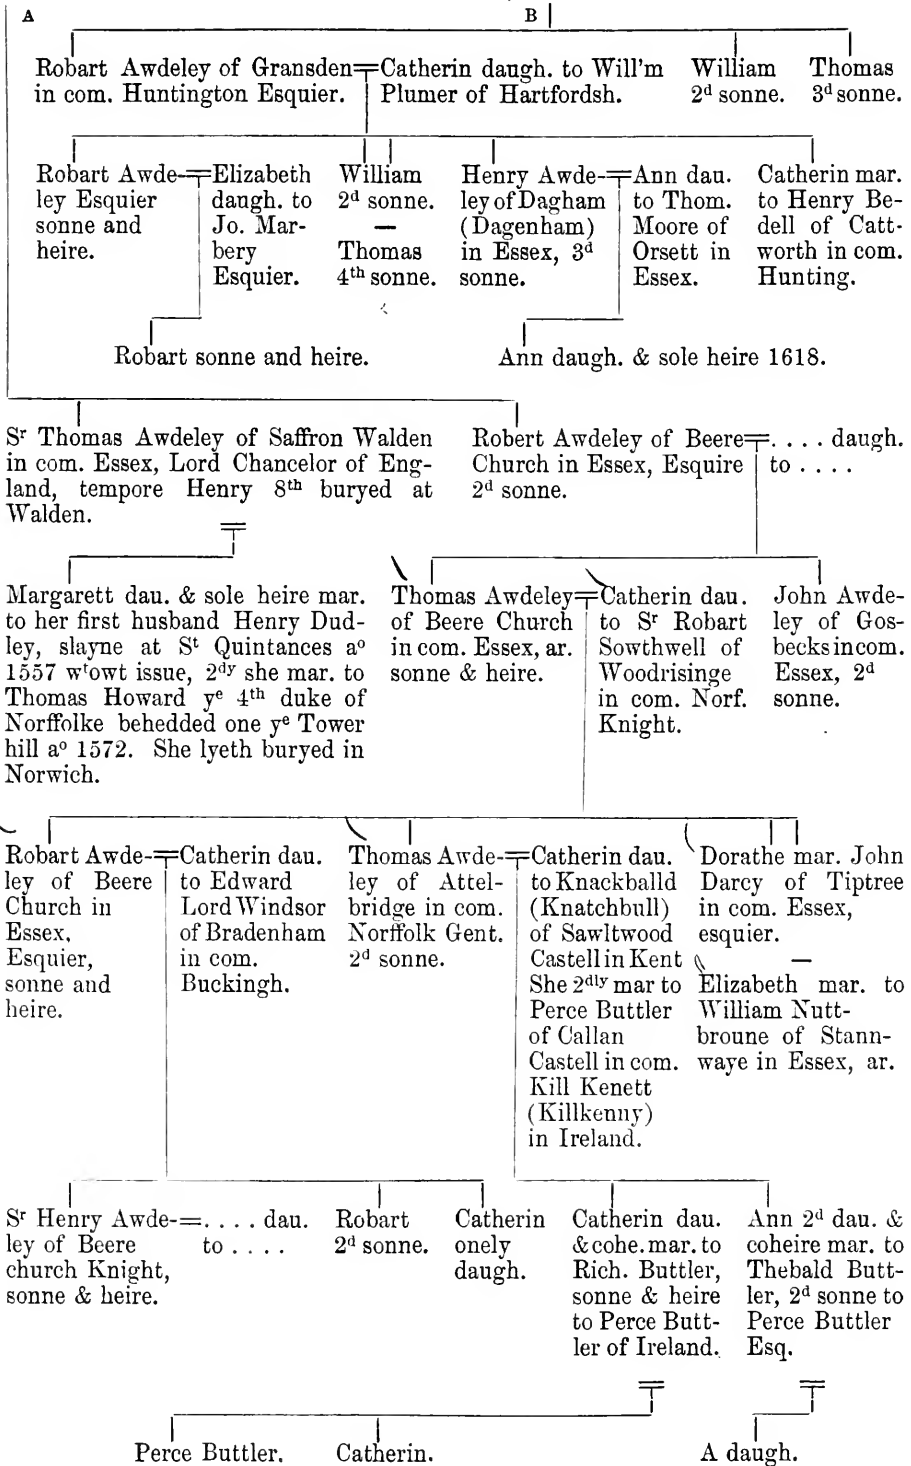 A
B
Robart Awdeley of Gransden
in com. Huntington Esquier.
Catherin daugh. to Will'm
Plumer of Hartfordsh.
William
2d sonne.
Thomas
3d sonne.
Robart Awde-
ley Esquier
sonne and
heire.
Elizabeth
daugh. to
Jo. Mar-
bery
Esquier.
William
2d sonne.
—
Thomas
4th sonne.
Henry Awde-
ley of Dagham
(Dagenham)
in Essex, 3d
sonne.
Ann dau.
to Thom.
Moore of
Orsett in
Essex.
Catherin mar.
to Henry Be-
dell of Catt-
worth in com.
Hunting.
Robart sonne and heire.
Ann daugh. & sole heire 1618.
Sr Thomas Awdeley of Saffron Walden
in com. Essex, Lord Chancelor of Eng-
land, tempore Henry 8th buryed at
Walden.
Robert Awdeley of Beere
Church in Essex, Esquire
2d sonne.
. . . . daugh.
to . . . .
Margarett dau. & sole heire mar.
to her first husband Henry Dud-
ley, slayne at St Quintances ao
1557 wtowt issue, 2dy she mar. to
Thomas Howard ye 4th duke of
Norffolke behedded one ye Tower
hill ao 1572. She lyeth buryed in
Norwich.
Thomas Awdeley
of Beere Church
in com. Essex, ar.
sonne & heire.
Catherin dau.
to Sr Robart
Sowthwell of
Woodrisinge
in com. Norf.
Knight.
John Awde-
ley of Gos-
becks in com.
Essex, 2d
sonne.
Robart Awde-
ley of Beere
Church in
Essex,
Esquier,
sonne and
heire.
Catherin dau.
to Edward
Lord Windsor
of Bradenham
in com.
Buckingh.
Thomas Awde-
ley of Attel-
bridge in com.
Norffolk Gent.
2d sonne.
Catherin dau.
to Knackballd
(Knatchbull)
of Sawltwood
Castell in Kent
She 2dly mar to
Perce Buttler
of Callan
Castell in com.
Kill Kenett
(Killkenny)
in Ireland.
Dorathe mar. John
Darcy of Tiptree
in com. Essex,
esquier.
—
Elizabeth mar. to
William Nutt-
broune of Stann-
waye in Essex, ar.
Sr Henry Awde-
ley of Beere
church Knight,
sonne & heire.
. . . . dau.
to . . . .
Robart
2d sonne.
Catherin
onely
daugh.
Catherin dau.
& cohe. mar. to
Rich. Buttler,
sonne & heire
to Perce Butt-
ler of Ireland.
Ann 2d dau. &
coheire mar. to
Thebald Butt-
ler, 2d sonne to
Perce Buttler
Esq.
Perce Buttler.
Catherin.
A daugh.